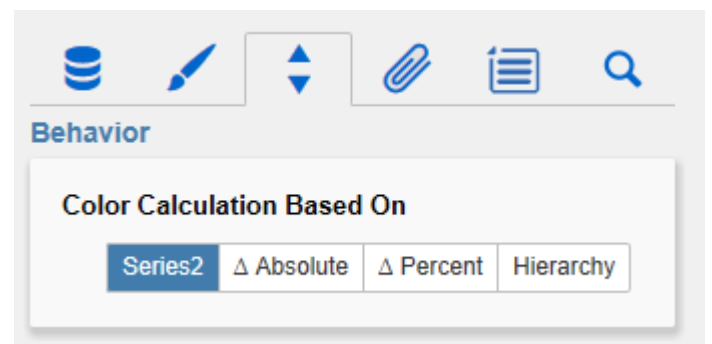 Behavior
Color Calculation Based On
Series2 Δ Absolute Δ Percent Hierarchy